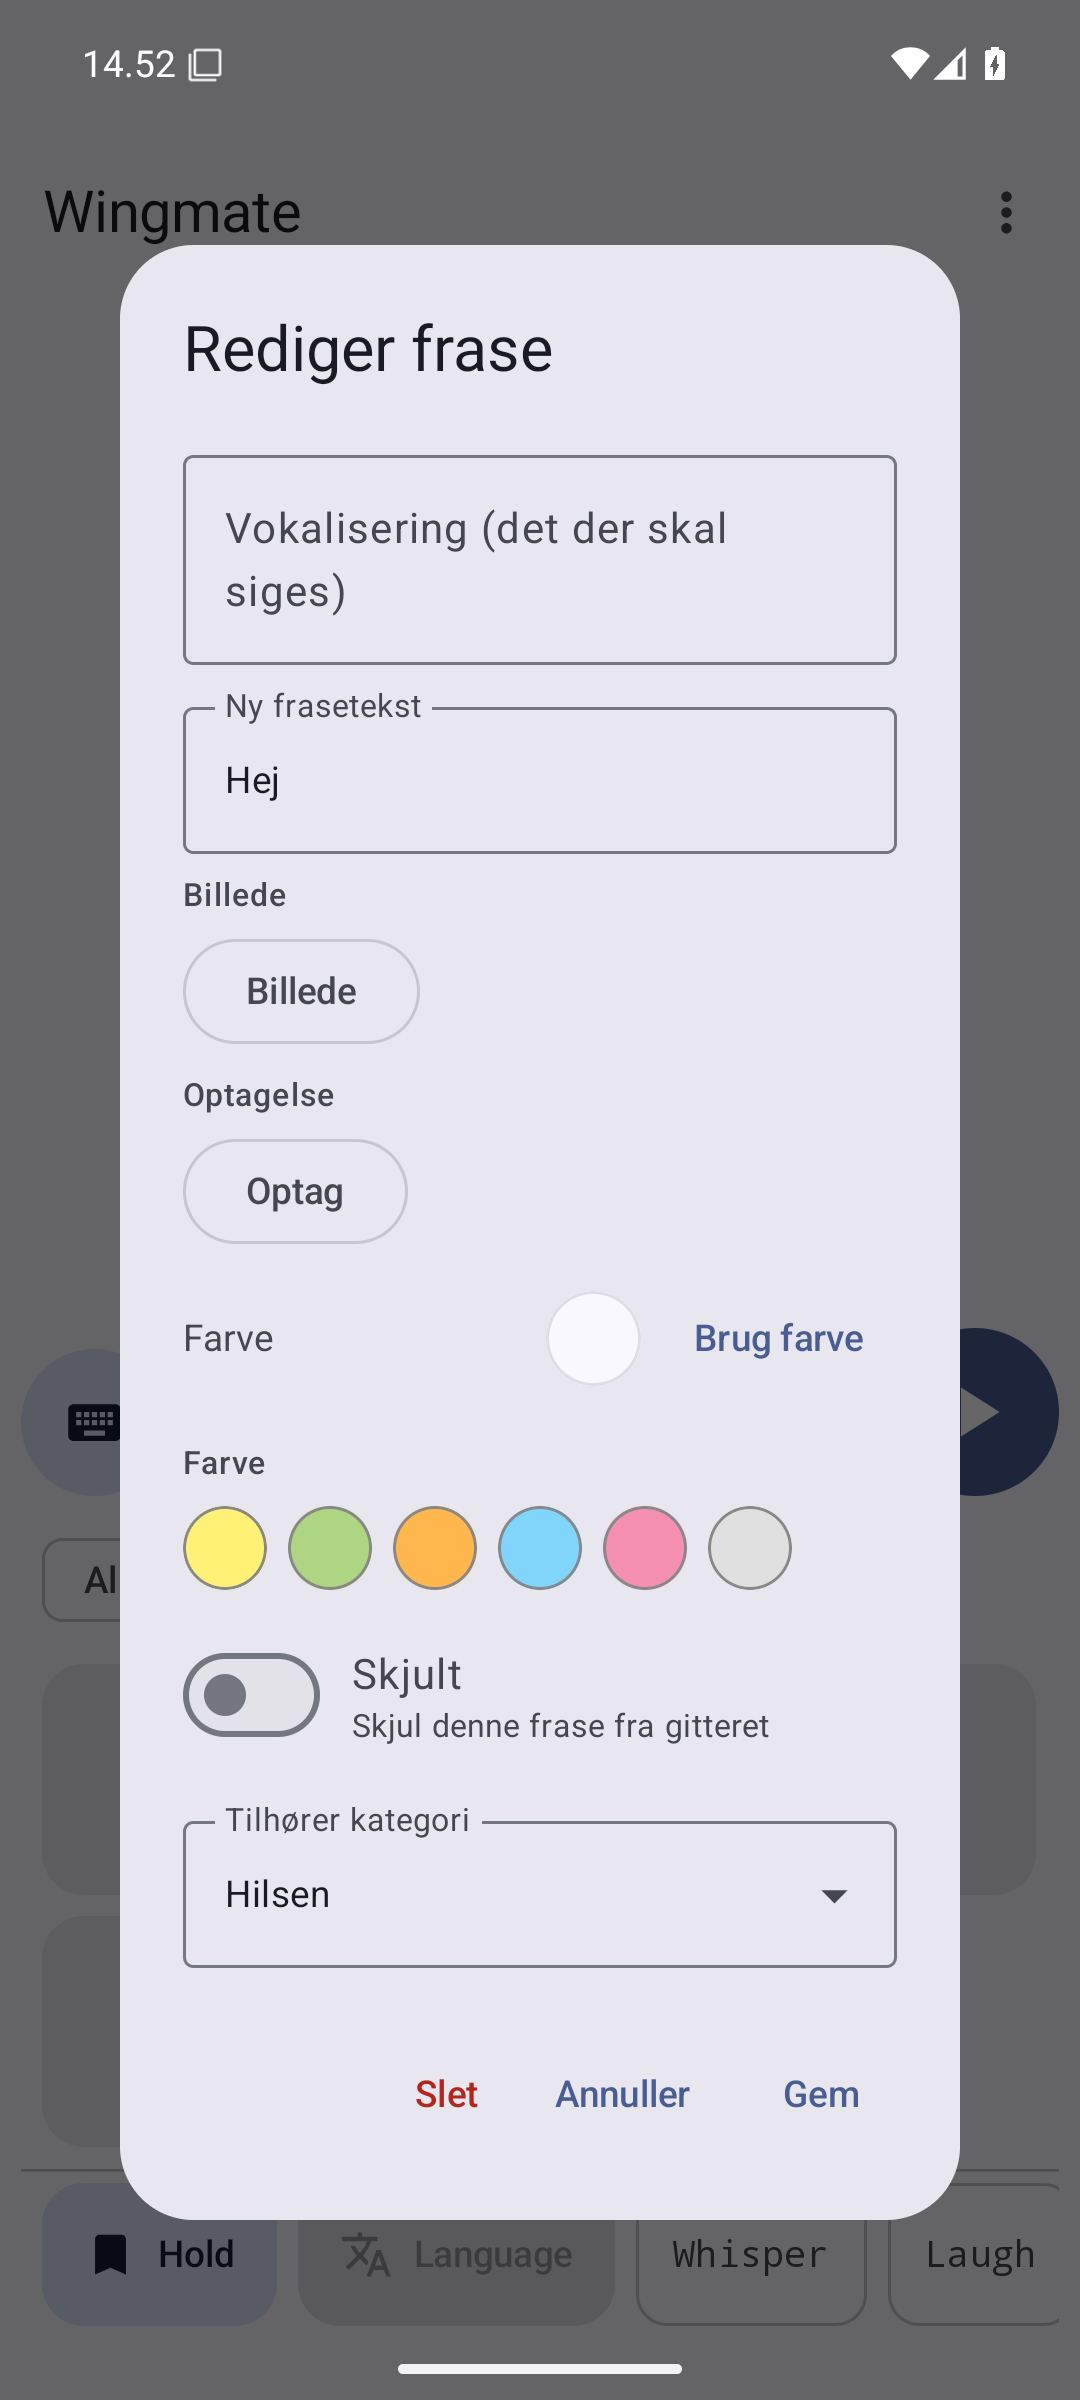 14.52
Wingmate
Rediger frase
Vokalisering (det der skal
siges)
Ny frasetekst
Hej
Billede
Billede
Optagelse
Optag
Farve
Brug farve
Farve
Al
Skjult
Skjul denne frase fra gitteret
Tilhører kategori
Hilsen
Slet
Annuller
Gem
Hold
Language
Whisper
Laugh